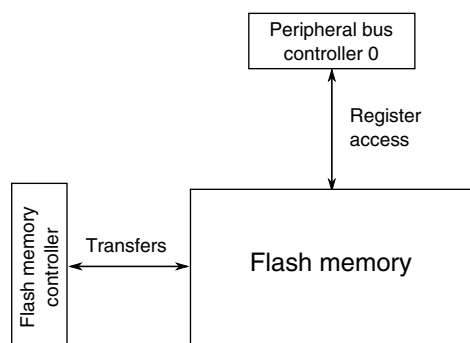 Peripheral bus
controller 0
Register
access
Flash memory
controller
Transfers
Flash memory